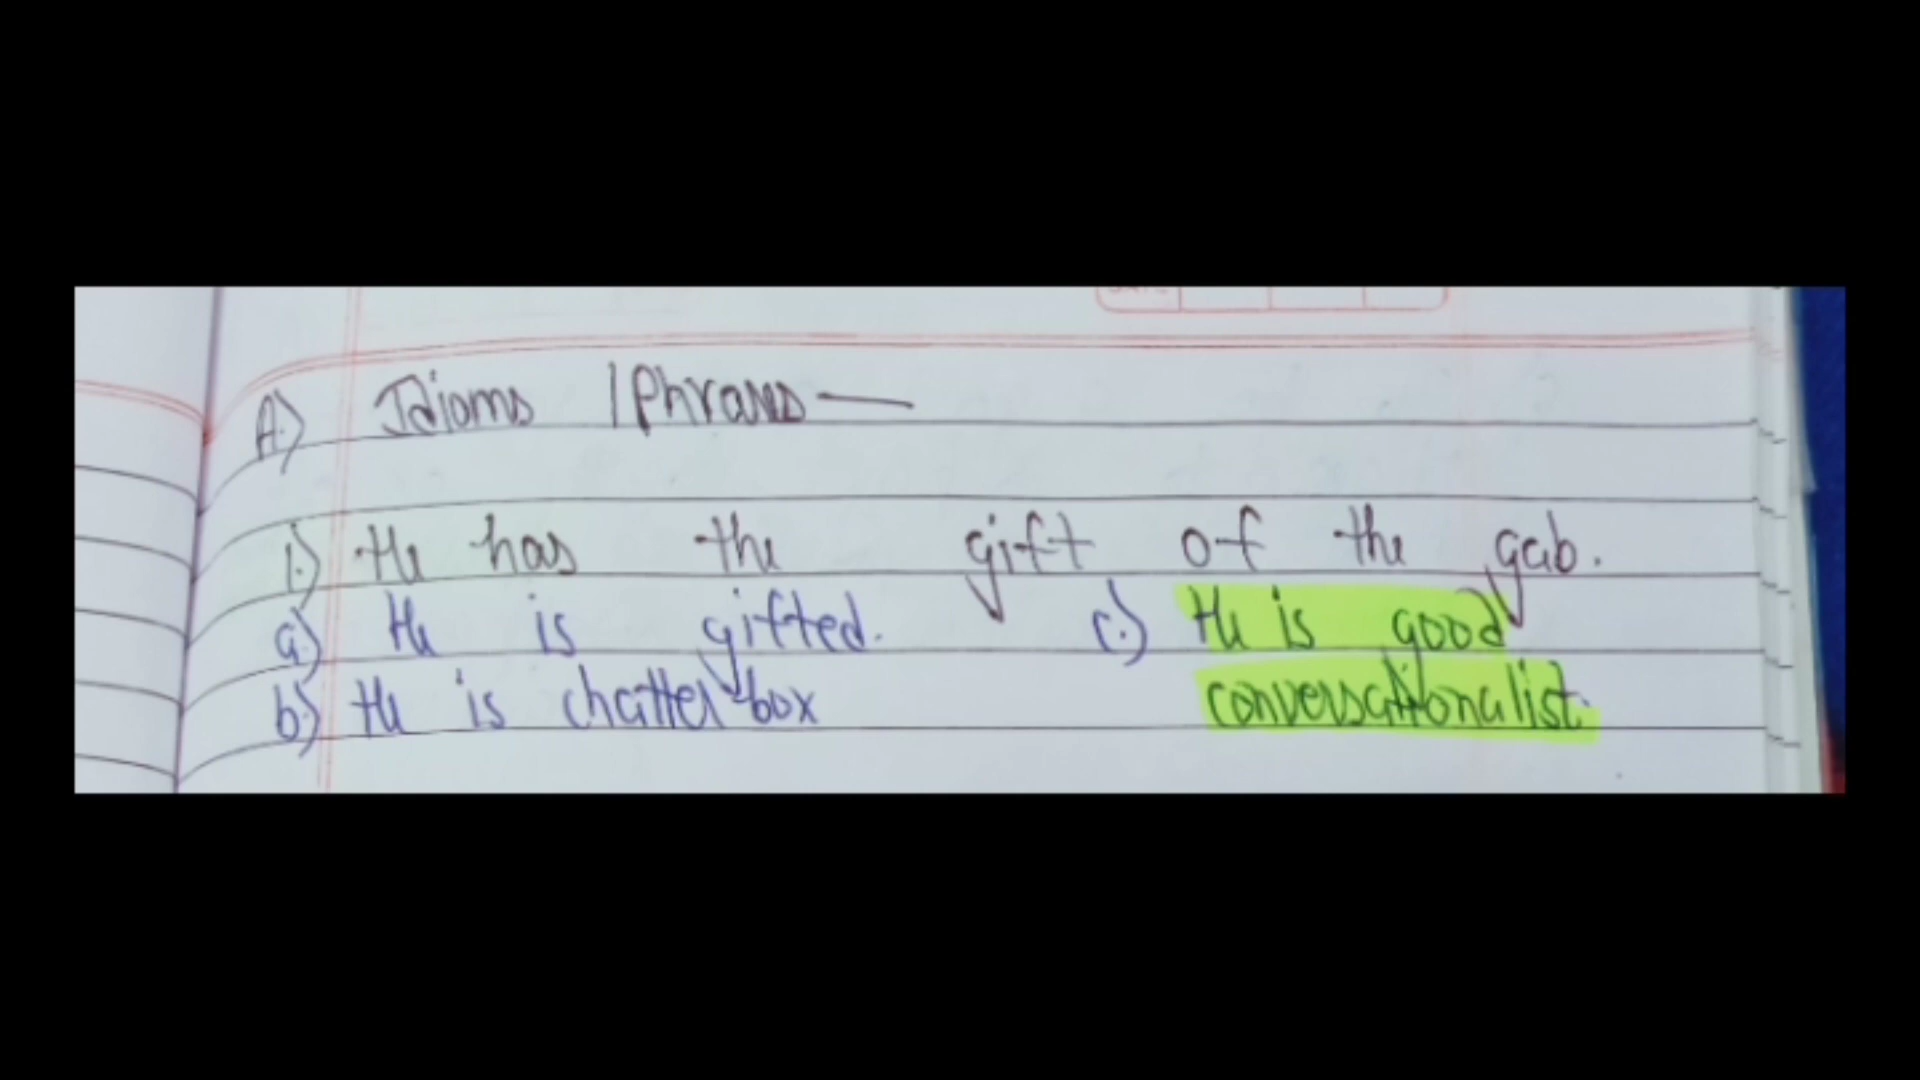 A.) Idioms / Phrases —
1.) He has the gift of the gab.
a.) He is gifted. c.) He is good
b.) He is chatter-box conversationalist.